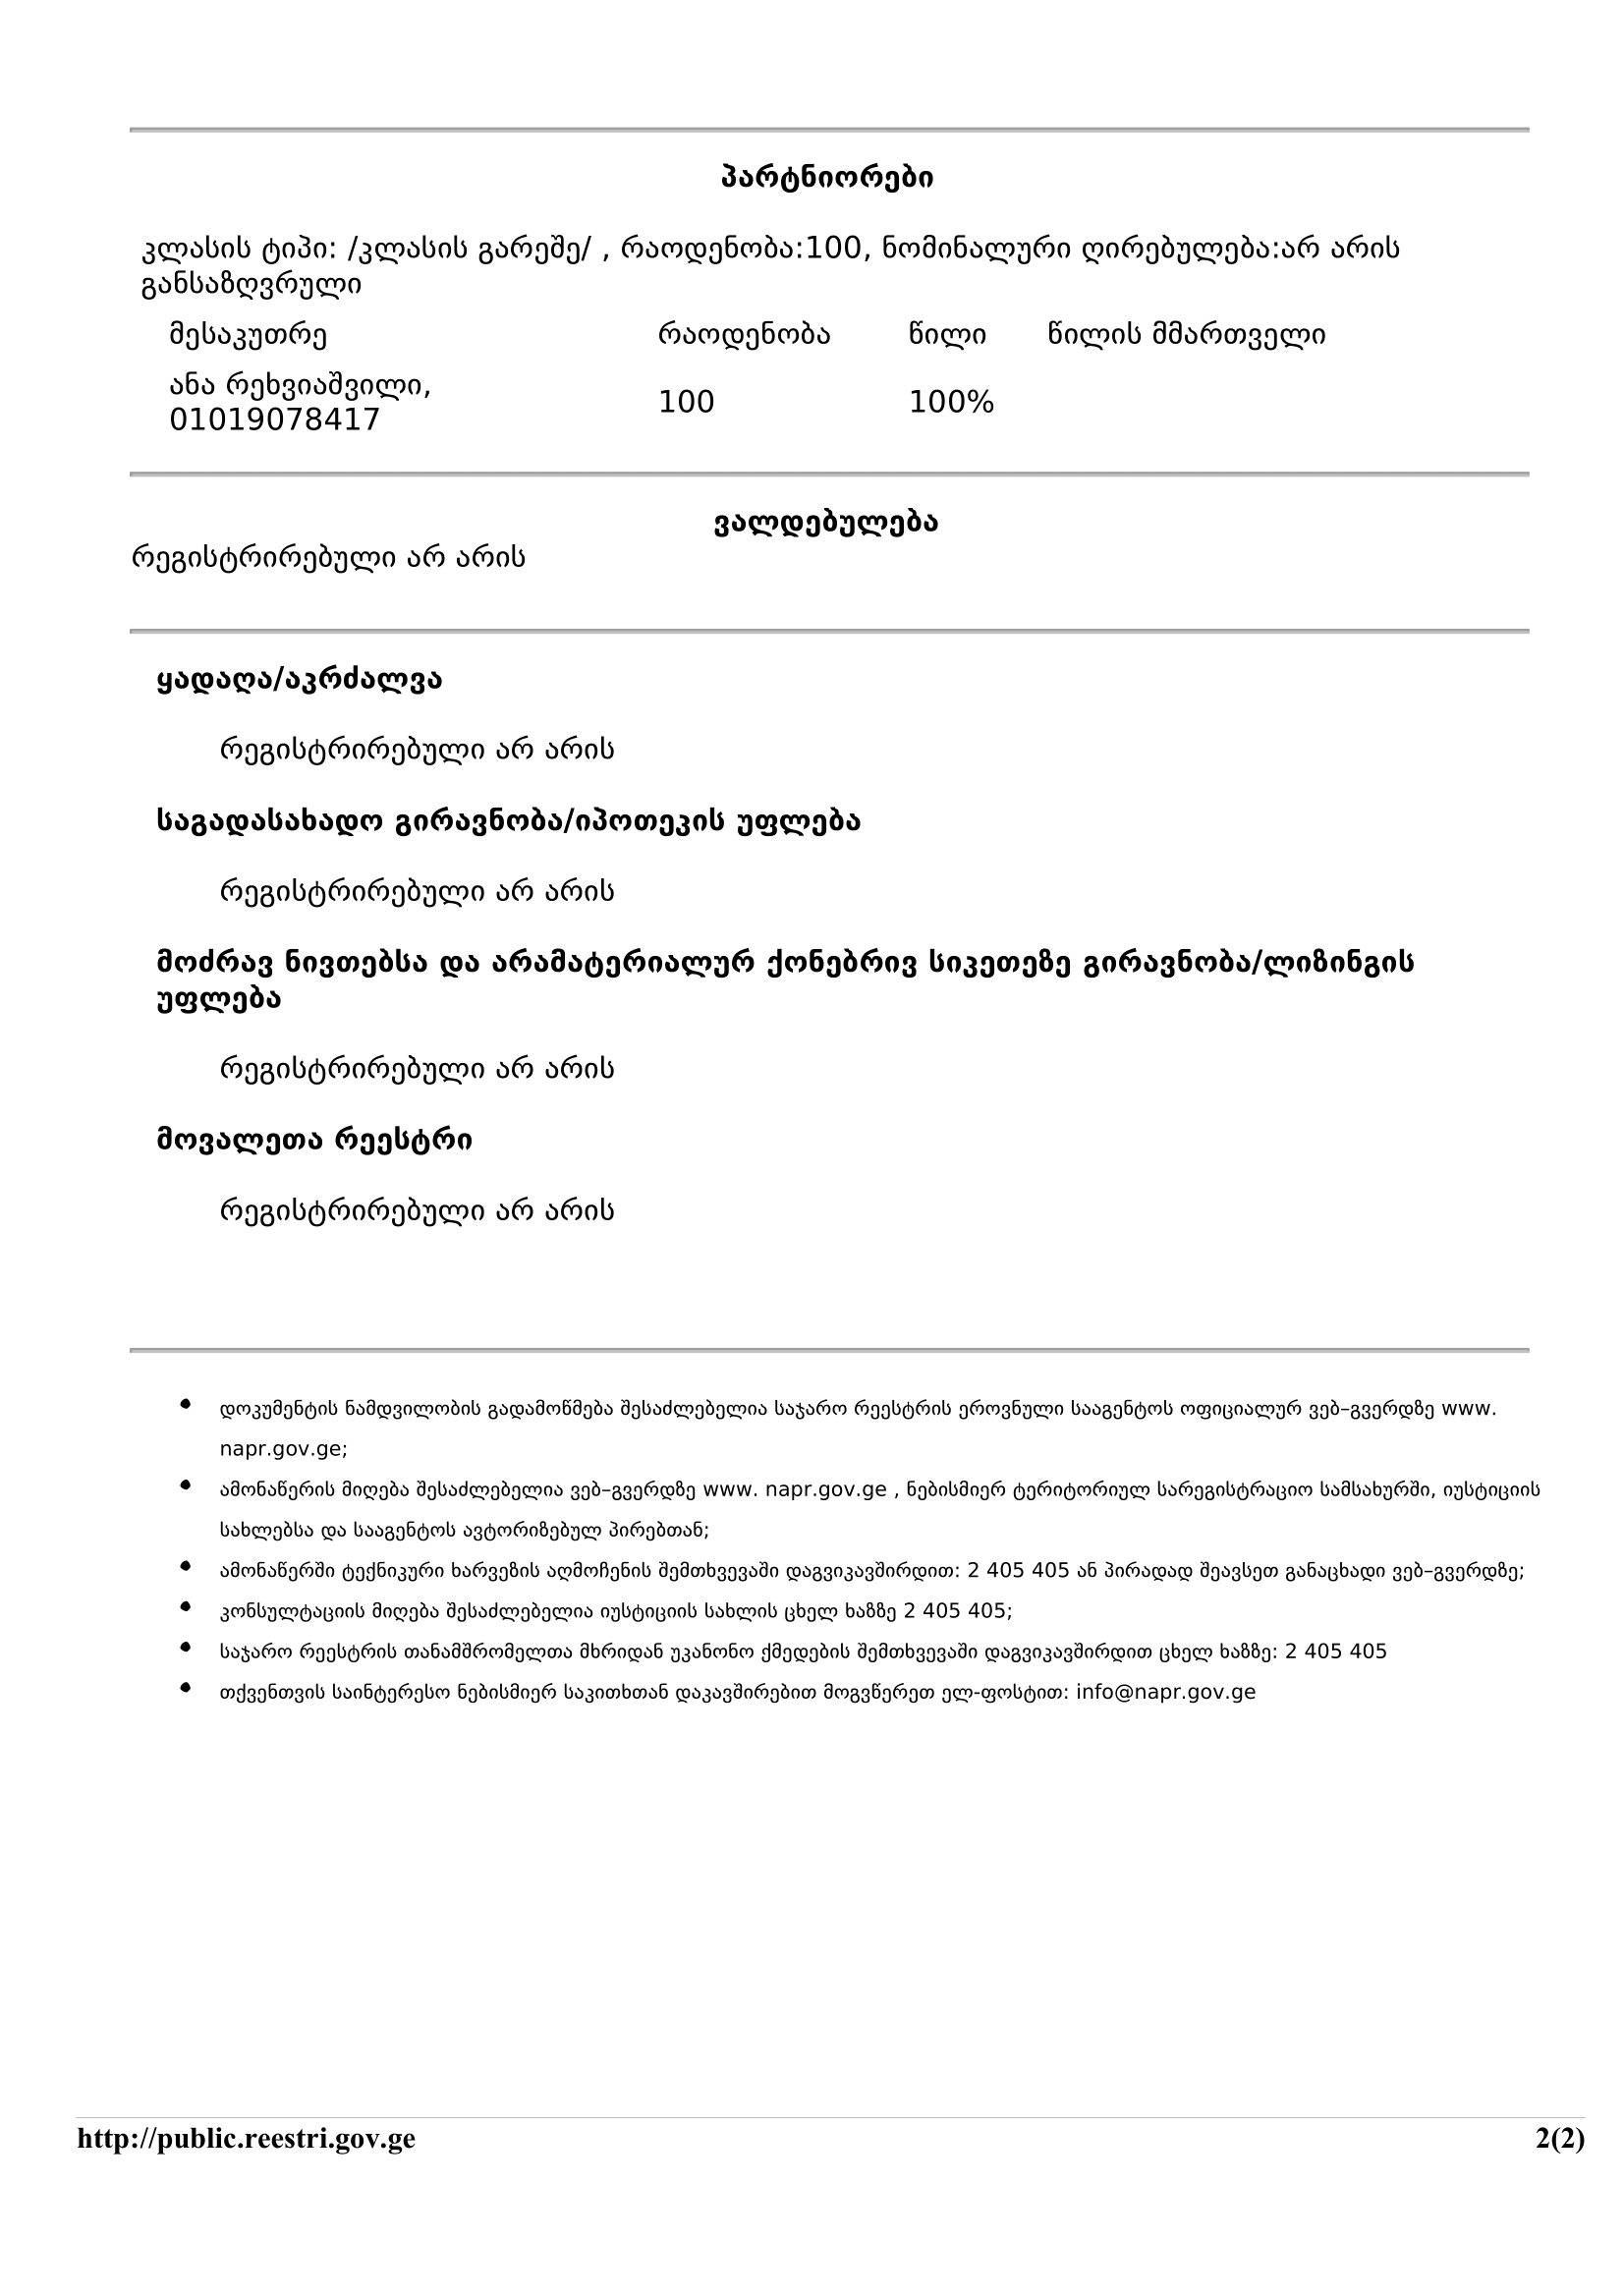 პარტნიორები
კლასის ტიპი: /კლასის გარეშე/ , რაოდენობა:100, ნომინალური ღირებულება:არ არის
განსაზღვრული
მესაკუთრე რაოდენობა წილი წილის მმართველი
ანა რეხვიაშვილი,
01019078417 100 100%
ვალდებულება
რეგისტრირებული არ არის
ყადაღა/აკრძალვა
რეგისტრირებული არ არის
საგადასახადო გირავნობა/იპოთეკის უფლება
რეგისტრირებული არ არის
მოძრავ ნივთებსა და არამატერიალურ ქონებრივ სიკეთეზე გირავნობა/ლიზინგის
უფლება
რეგისტრირებული არ არის
მოვალეთა რეესტრი
რეგისტრირებული არ არის
• დოკუმენტის ნამდვილობის გადამოწმება შესაძლებელია საჯარო რეესტრის ეროვნული სააგენტოს ოფიციალურ ვებ–გვერდზე www.
napr.gov.ge;
• ამონაწერის მიღება შესაძლებელია ვებ–გვერდზე www. napr.gov.ge , ნებისმიერ ტერიტორიულ სარეგისტრაციო სამსახურში, იუსტიციის
სახლებსა და სააგენტოს ავტორიზებულ პირებთან;
• ამონაწერში ტექნიკური ხარვეზის აღმოჩენის შემთხვევაში დაგვიკავშირდით: 2 405 405 ან პირადად შეავსეთ განაცხადი ვებ–გვერდზე;
• კონსულტაციის მიღება შესაძლებელია იუსტიციის სახლის ცხელ ხაზზე 2 405 405;
• საჯარო რეესტრის თანამშრომელთა მხრიდან უკანონო ქმედების შემთხვევაში დაგვიკავშირდით ცხელ ხაზზე: 2 405 405
• თქვენთვის საინტერესო ნებისმიერ საკითხთან დაკავშირებით მოგვწერეთ ელ-ფოსტით: info@napr.gov.ge
http://public.reestri.gov.ge 2(2)